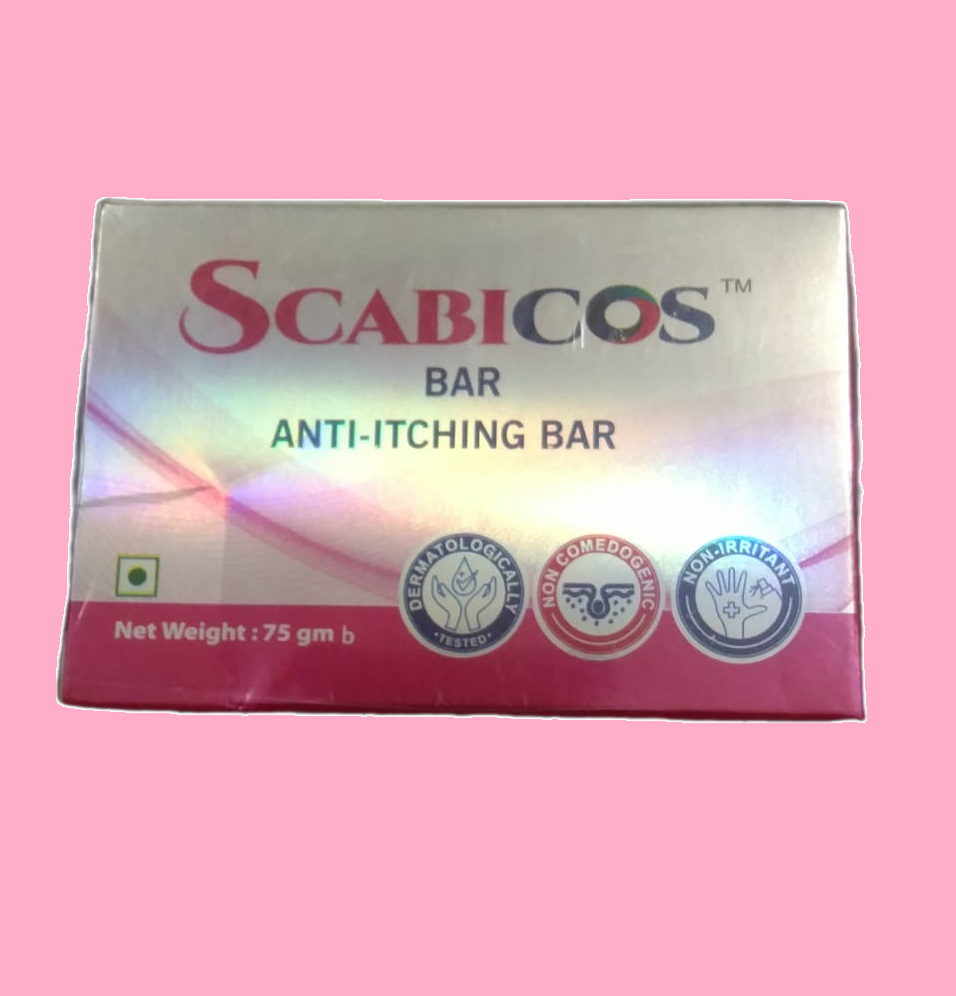 SCABICOS™
BAR
ANTI-ITCHING BAR
DERMATOLOGICALLY
•TESTED•
NON COMEDOGENIC
NON-IRRITANT
Net Weight : 75 gm b